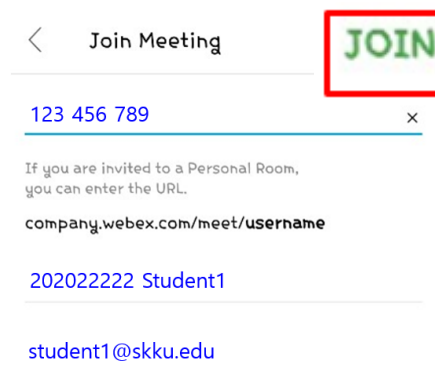 Join Meeting
JOIN
123 456 789
If you are invited to a Personal Room,
you can enter the URL.
company.webex.com/meet/username
202022222 Student1
student1@skku.edu